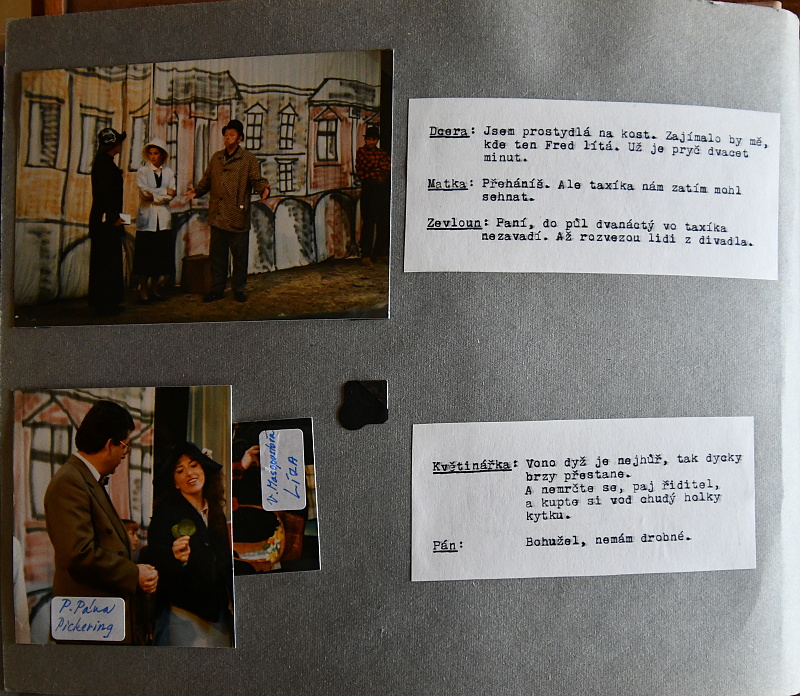 Dcera: Jsem prostydlá na kost. Zajímalo by mě,
kde ten Fred lítá. Už je pryč dvacet
minut.
Matka: Přeháníš. Ale taxíka nám zatím mohl
sehnat.
Zevloun: Paní, do půl dvanáctý vo taxíka
nezavadí. Až rozvezou lidi z divadla.
Květinářka: Vono dyž je nejhůř, tak dycky
brzy přestane.
A nemrčte se, paj řiditel,
a kupte si vod chudý holky
kytku.
Pán: Bohužel, nemám drobné.
V. Masopustová
LÍZA
P. Pána
Pickering